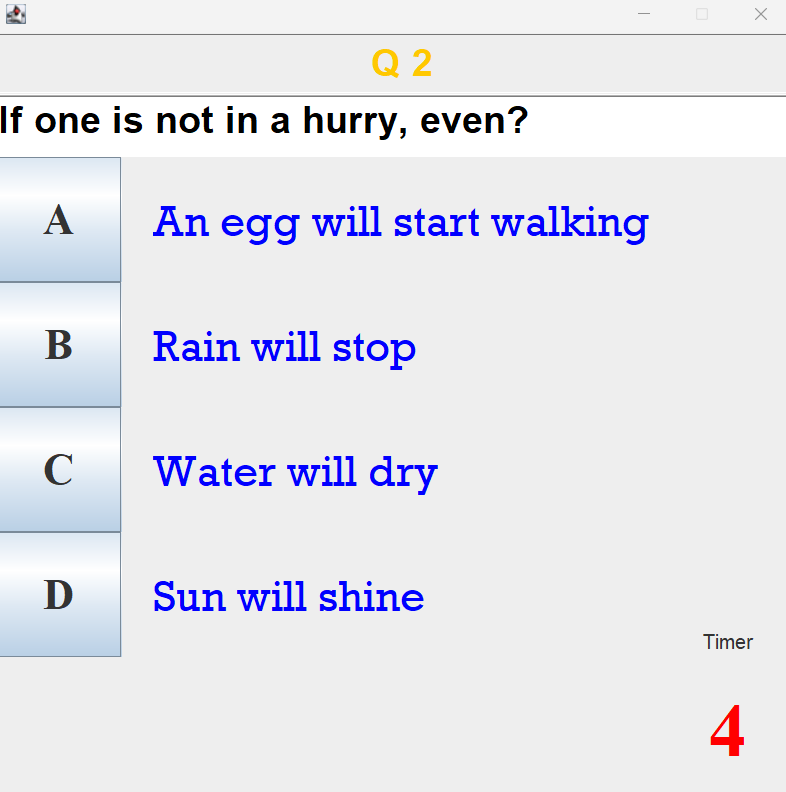 Q 2
If one is not in a hurry, even?
A An egg will start walking
B Rain will stop
C Water will dry
D Sun will shine
Timer
4